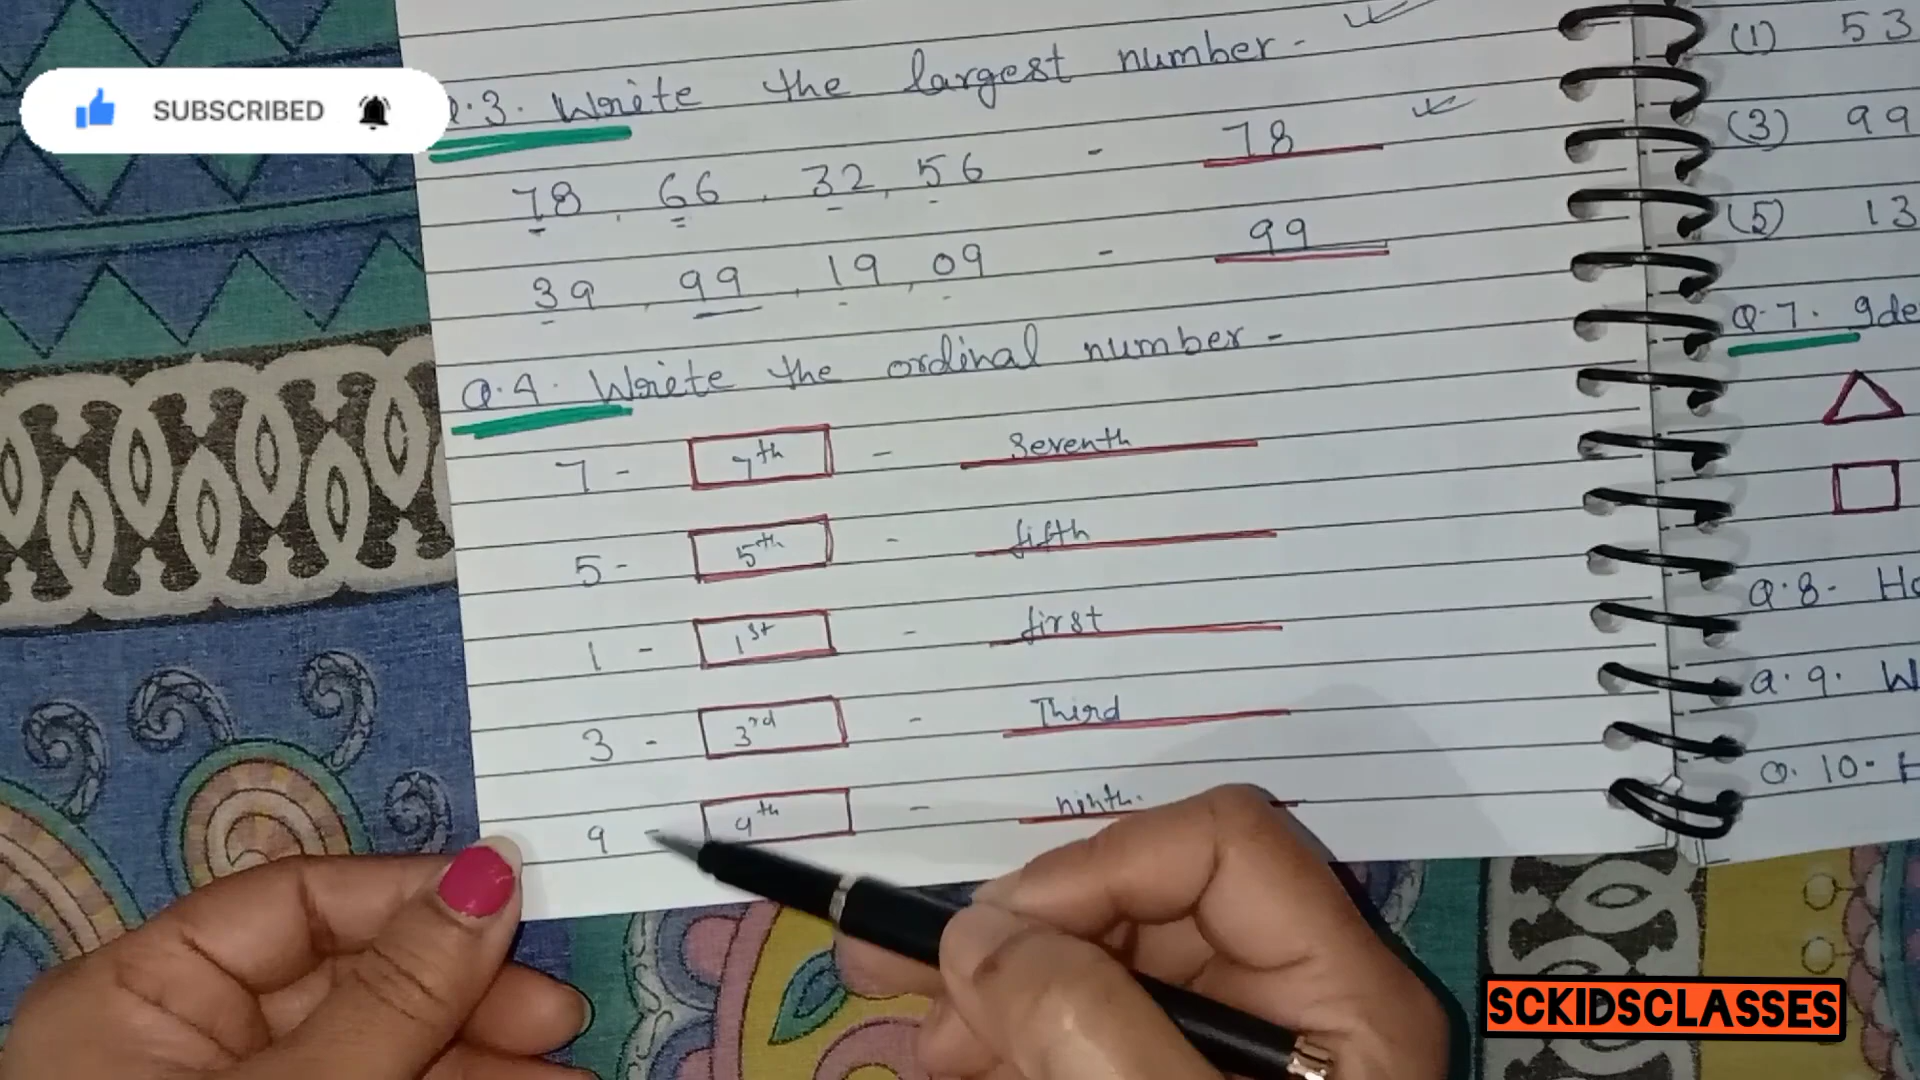 SUBSCRIBED
Q.3. Write the largest number -
78, 66, 32, 56 - 78
39, 99, 19, 09 - 99
Q.4. Write the ordinal number -
7 - 7th - Seventh
5 - 5th - fifth
1 - 1st - first
3 - 3rd - Third
9 - 9th - ninth.
(1) 53
(3) 99
(5) 13
Q.7.
Q.8-
Q.9.
Q.10-
SCKIDSCLASSES